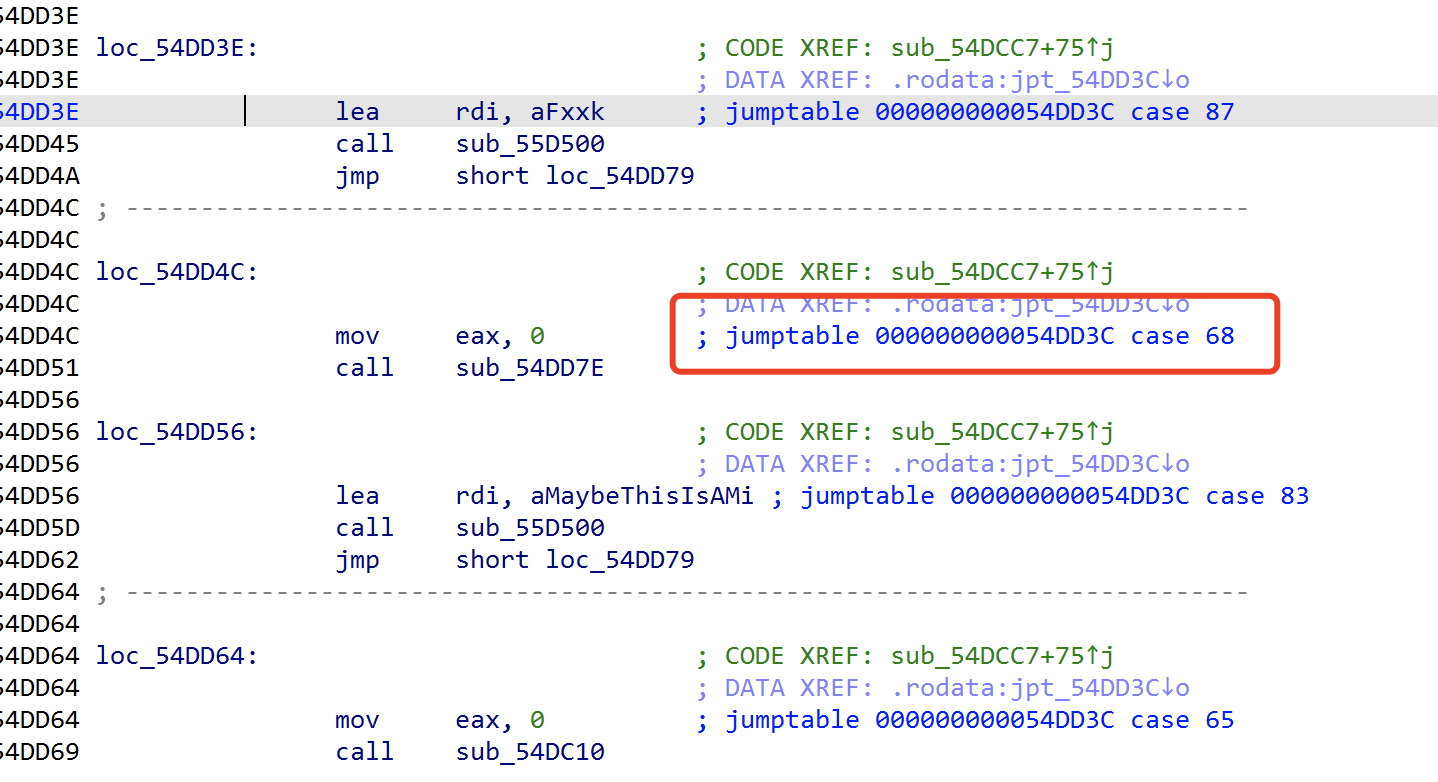 54DD3E
54DD3E loc_54DD3E: ; CODE XREF: sub_54DCC7+75↑j
54DD3E ; DATA XREF: .rodata:jpt_54DD3C↓o
54DD3E lea rdi, aFxxk ; jumptable 000000000054DD3C case 87
54DD45 call sub_55D500
54DD4A jmp short loc_54DD79
54DD4C ; ---------------------------------------------------------------------------
54DD4C
54DD4C loc_54DD4C: ; CODE XREF: sub_54DCC7+75↑j
54DD4C ; DATA XREF: .rodata:jpt_54DD3C↓o
54DD4C mov eax, 0 ; jumptable 000000000054DD3C case 68
54DD51 call sub_54DD7E
54DD56
54DD56 loc_54DD56: ; CODE XREF: sub_54DCC7+75↑j
54DD56 ; DATA XREF: .rodata:jpt_54DD3C↓o
54DD56 lea rdi, aMaybeThisIsAMi ; jumptable 000000000054DD3C case 83
54DD5D call sub_55D500
54DD62 jmp short loc_54DD79
54DD64 ; ---------------------------------------------------------------------------
54DD64
54DD64 loc_54DD64: ; CODE XREF: sub_54DCC7+75↑j
54DD64 ; DATA XREF: .rodata:jpt_54DD3C↓o
54DD64 mov eax, 0 ; jumptable 000000000054DD3C case 65
54DD69 call sub_54DC10